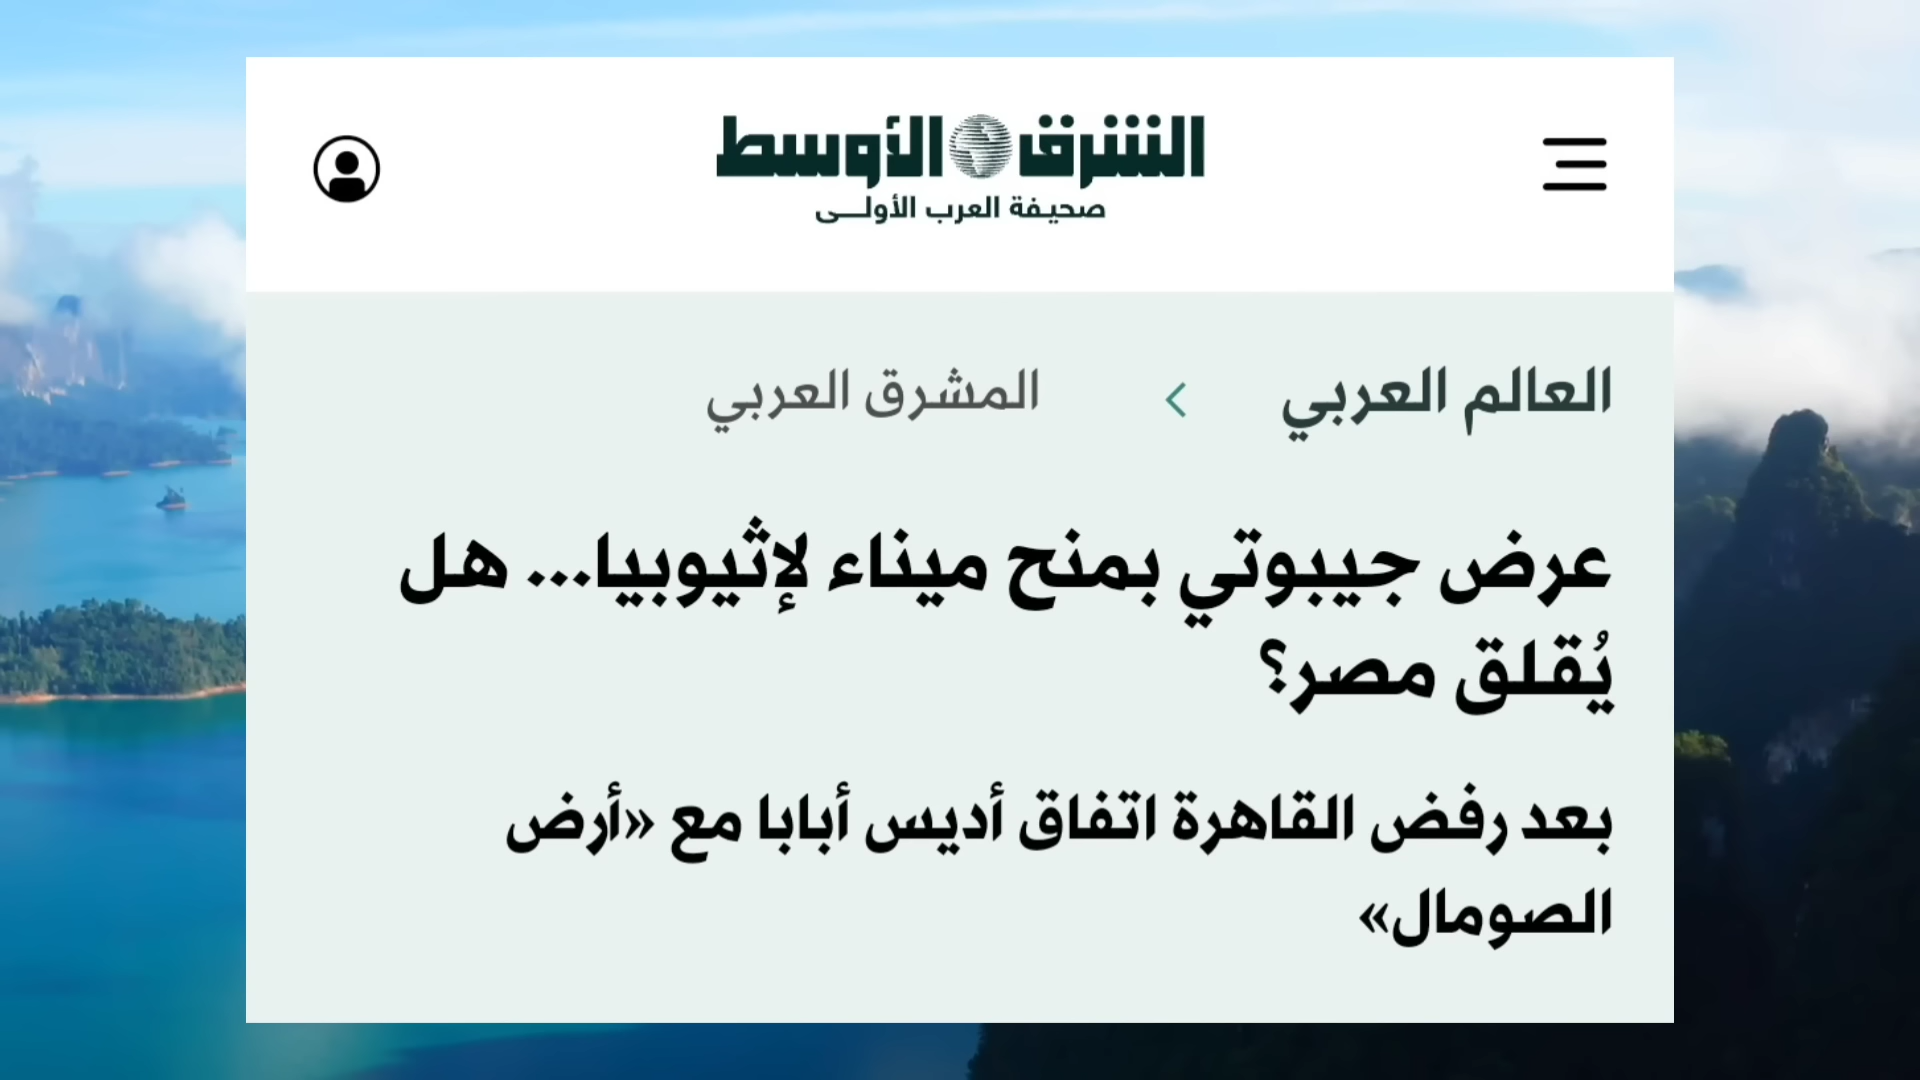 الشرق الأوسط
صحيفة العرب الأولـــى
العالم العربي
المشرق العربي
عرض جيبوتي بمنح ميناء لإثيوبيا... هل
يُقلق مصر؟
بعد رفض القاهرة اتفاق أديس أبابا مع «أرض
الصومال»